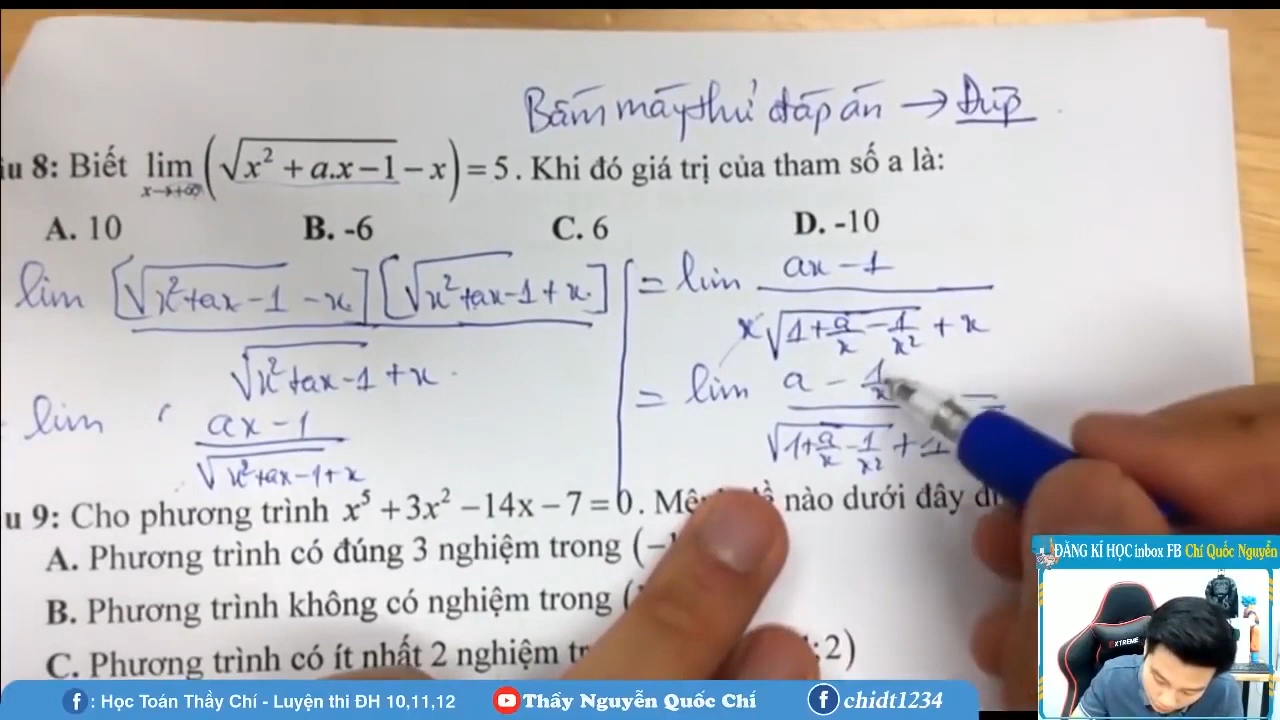 Bấm máy thử đáp án → Đúp
u 8: Biết lim x→+∞ (√(x² + a.x − 1) − x) = 5. Khi đó giá trị của tham số a là:
A. 10 B. -6 C. 6 D. -10
lim [√(x²+ax−1) −x][√(x²+ax−1) + x] / (√(x²+ax−1) + x)
lim (ax − 1) / √(x²+ax−1+x)
= lim (ax − 1) / (x√(1+a/x − 1/x²) + x)
= lim (a − 1/x) / (√(1+a/x − 1/x²) + 1) =
u 9: Cho phương trình x⁵ + 3x² − 14x − 7 = 0. nào dưới đây
A. Phương trình có đúng 3 nghiệm trong (
B. Phương trình không có nghiệm trong (
C. Phương trình có ít nhất 2 nghiệm 2)
ĐĂNG KÍ HỌC inbox FB Chí Quốc Nguyễn
EXTREME
f : Học Toán Thầy Chí - Luyện thi ĐH 10,11,12 Thầy Nguyễn Quốc Chí f chidt1234